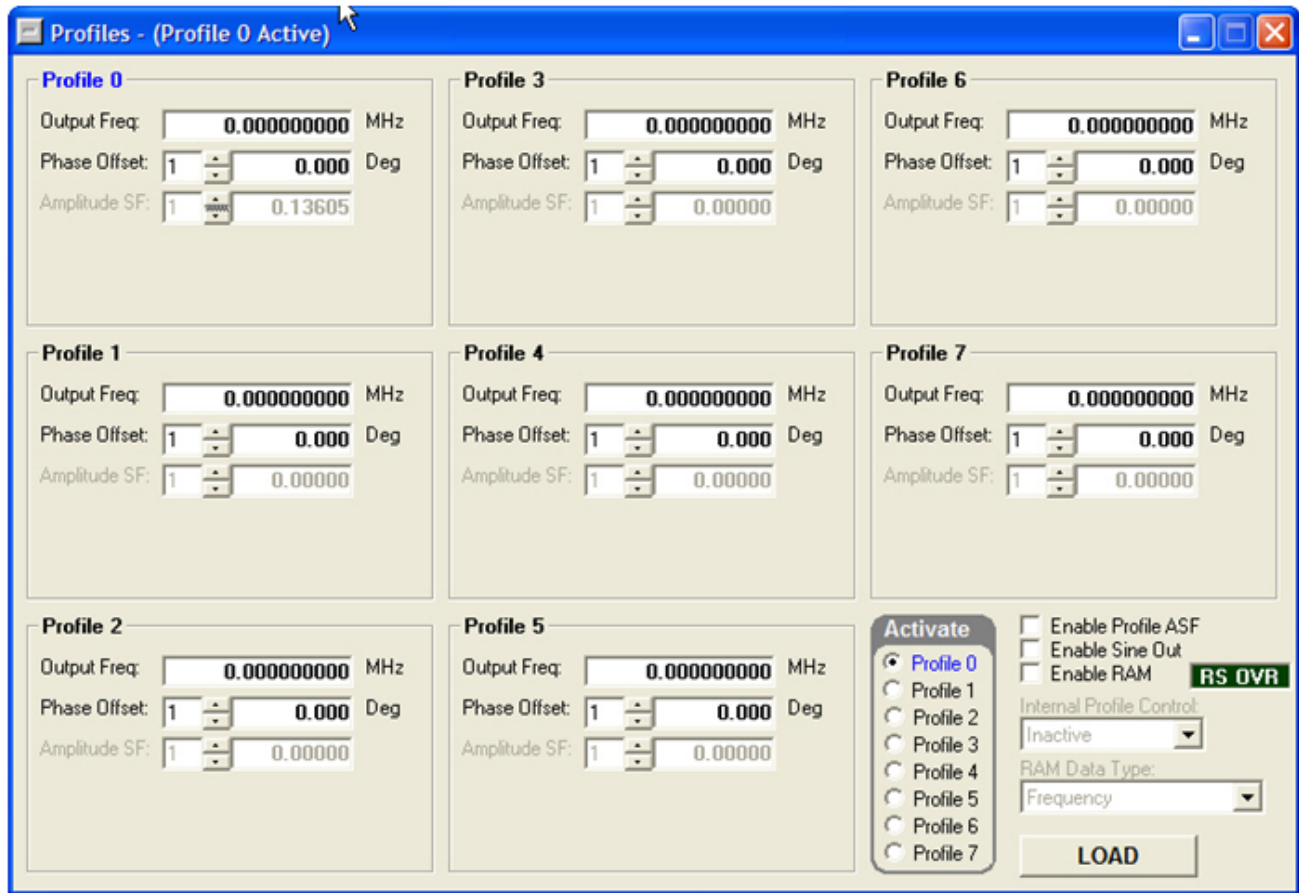 Profiles - (Profile 0 Active)
Profile 0
Output Freq: 0.000000000 MHz
Phase Offset: 1 0.000 Deg
Amplitude SF: 1 0.13605
Profile 3
Output Freq: 0.000000000 MHz
Phase Offset: 1 0.000 Deg
Amplitude SF: 1 0.00000
Profile 6
Output Freq: 0.000000000 MHz
Phase Offset: 1 0.000 Deg
Amplitude SF: 1 0.00000
Profile 1
Output Freq: 0.000000000 MHz
Phase Offset: 1 0.000 Deg
Amplitude SF: 1 0.00000
Profile 4
Output Freq: 0.000000000 MHz
Phase Offset: 1 0.000 Deg
Amplitude SF: 1 0.00000
Profile 7
Output Freq: 0.000000000 MHz
Phase Offset: 1 0.000 Deg
Amplitude SF: 1 0.00000
Profile 2
Output Freq: 0.000000000 MHz
Phase Offset: 1 0.000 Deg
Amplitude SF: 1 0.00000
Profile 5
Output Freq: 0.000000000 MHz
Phase Offset: 1 0.000 Deg
Amplitude SF: 1 0.00000
Activate
Profile 0
Profile 1
Profile 2
Profile 3
Profile 4
Profile 5
Profile 6
Profile 7
Enable Profile ASF
Enable Sine Out
Enable RAM
RS OVR
Internal Profile Control:
Inactive
RAM Data Type:
Frequency
LOAD